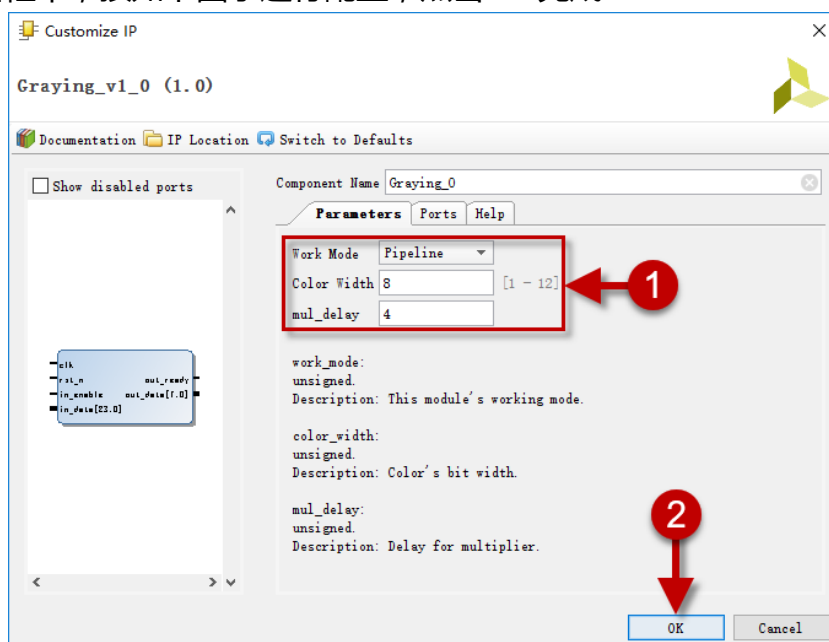 Customize IP
Graying_v1_0 (1.0)
Documentation IP Location Switch to Defaults
Show disabled ports
Component Name Graying_0
Parameters Ports Help
Work Mode Pipeline
Color Width 8 [1 - 12]
1
mul_delay 4
clk
rst_n out_ready
in_enable out_data[7.0]
in_data[23.0]
work_mode:
unsigned.
Description: This module's working mode.
color_width:
unsigned.
Description: Color's bit width.
mul_delay:
unsigned.
Description: Delay for multiplier.
2
OK Cancel